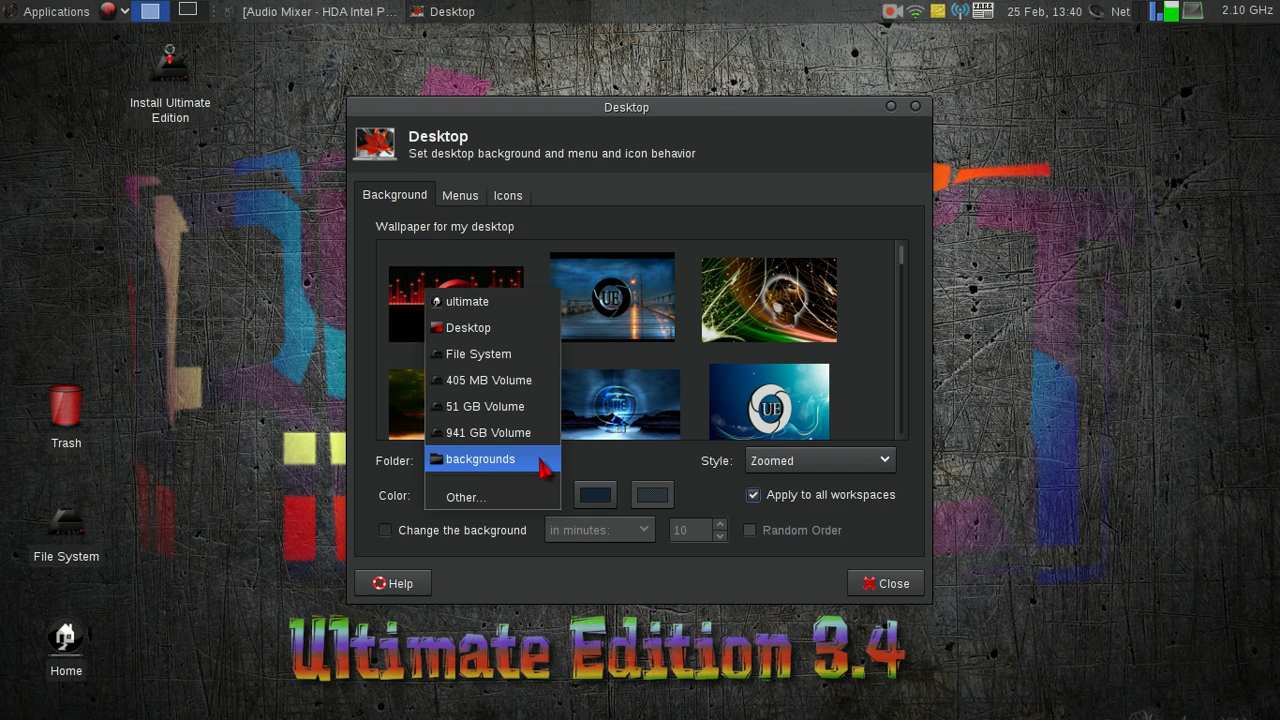 Applications
[Audio Mixer - HDA Intel P...
Desktop
25 Feb, 13:40
Net
2.10 GHz
Install Ultimate
Edition
Trash
File System
Home
Desktop
Desktop
Set desktop background and menu and icon behavior
Background
Menus
Icons
Wallpaper for my desktop
UE
UE
UE
ultimate
Desktop
File System
405 MB Volume
51 GB Volume
941 GB Volume
backgrounds
Other...
Folder:
Style:
Zoomed
Color:
Apply to all workspaces
Change the background
in minutes:
10
Random Order
Help
Close
Ultimate Edition 3.4